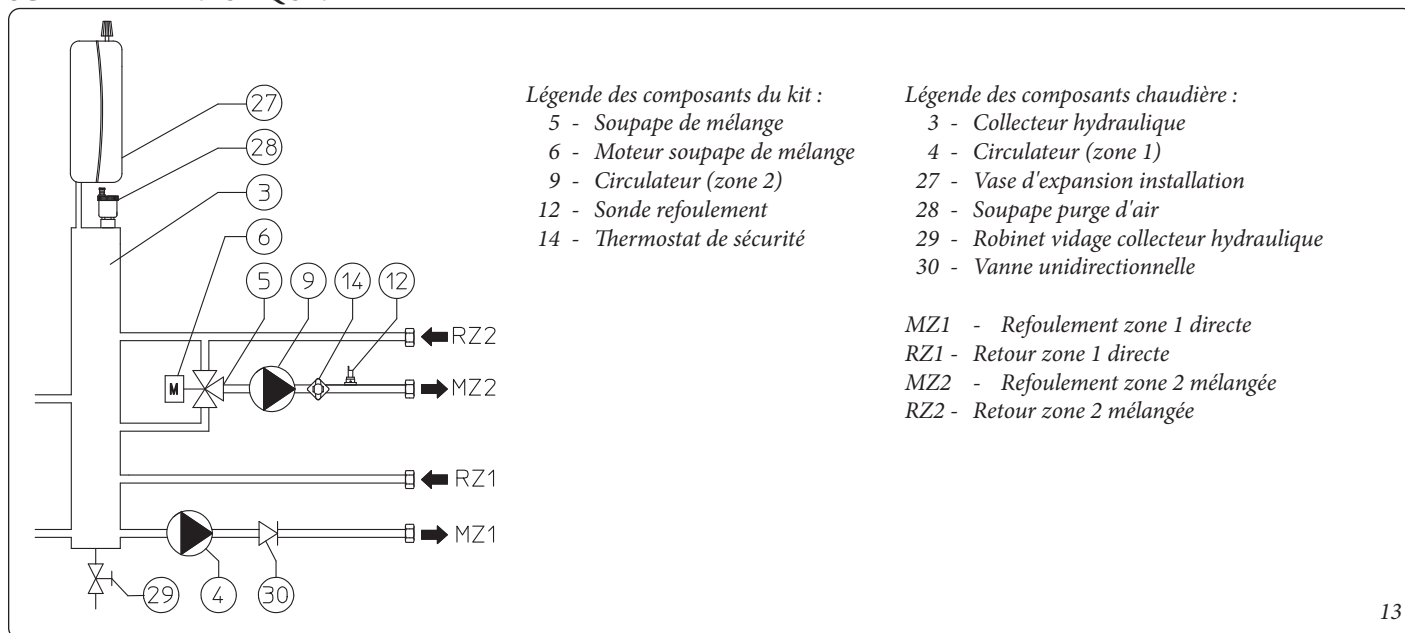 27
28
3
6
5 9 14 12
RZ2
M
MZ2
RZ1
MZ1
29 4 30
Légende des composants du kit :
5 - Soupape de mélange
6 - Moteur soupape de mélange
9 - Circulateur (zone 2)
12 - Sonde refoulement
14 - Thermostat de sécurité
Légende des composants chaudière :
3 - Collecteur hydraulique
4 - Circulateur (zone 1)
27 - Vase d'expansion installation
28 - Soupape purge d'air
29 - Robinet vidage collecteur hydraulique
30 - Vanne unidirectionnelle
MZ1 - Refoulement zone 1 directe
RZ1 - Retour zone 1 directe
MZ2 - Refoulement zone 2 mélangée
RZ2 - Retour zone 2 mélangée
13